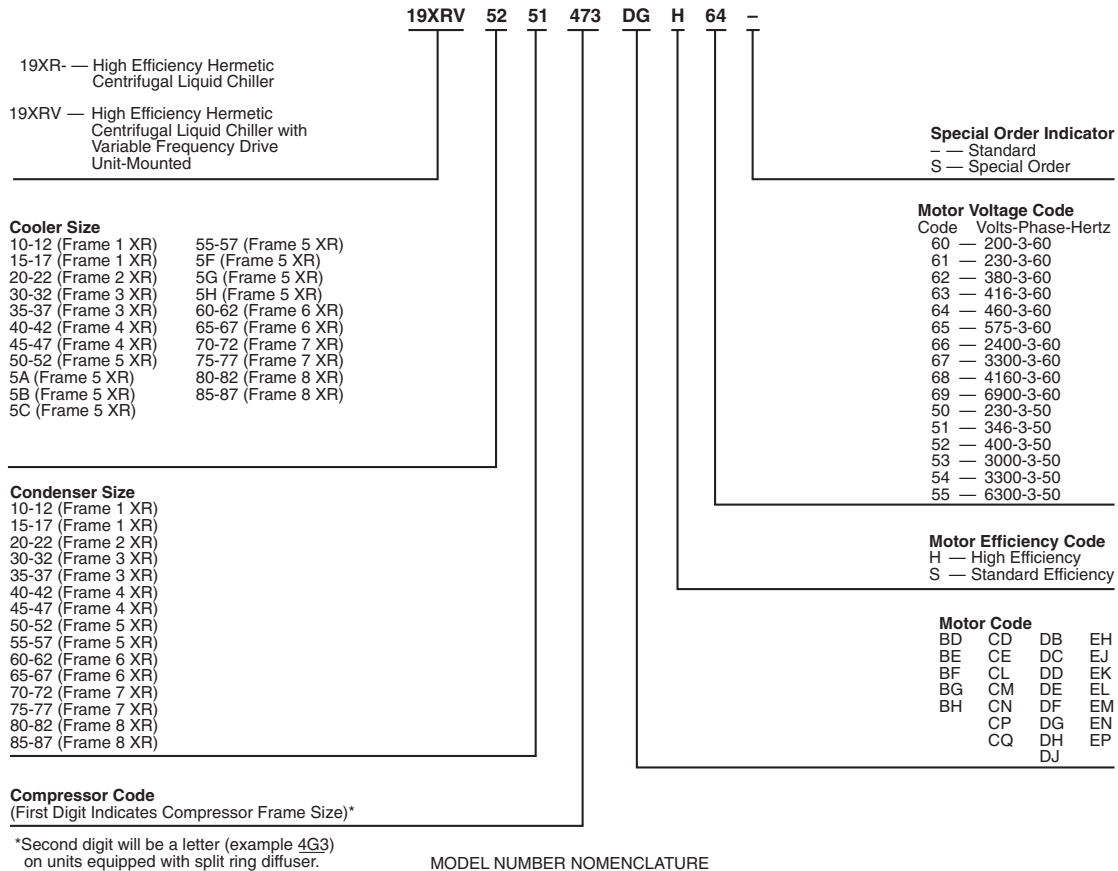 19XRV 52 51 473 DG H 64 –
19XR- — High Efficiency Hermetic
Centrifugal Liquid Chiller
19XRV — High Efficiency Hermetic
Centrifugal Liquid Chiller with
Variable Frequency Drive
Unit-Mounted
Cooler Size
10-12 (Frame 1 XR) 55-57 (Frame 5 XR)
15-17 (Frame 1 XR) 5F (Frame 5 XR)
20-22 (Frame 2 XR) 5G (Frame 5 XR)
30-32 (Frame 3 XR) 5H (Frame 5 XR)
35-37 (Frame 3 XR) 60-62 (Frame 6 XR)
40-42 (Frame 4 XR) 65-67 (Frame 6 XR)
45-47 (Frame 4 XR) 70-72 (Frame 7 XR)
50-52 (Frame 5 XR) 75-77 (Frame 7 XR)
5A (Frame 5 XR) 80-82 (Frame 8 XR)
5B (Frame 5 XR) 85-87 (Frame 8 XR)
5C (Frame 5 XR)
Condenser Size
10-12 (Frame 1 XR)
15-17 (Frame 1 XR)
20-22 (Frame 2 XR)
30-32 (Frame 3 XR)
35-37 (Frame 3 XR)
40-42 (Frame 4 XR)
45-47 (Frame 4 XR)
50-52 (Frame 5 XR)
55-57 (Frame 5 XR)
60-62 (Frame 6 XR)
65-67 (Frame 6 XR)
70-72 (Frame 7 XR)
75-77 (Frame 7 XR)
80-82 (Frame 8 XR)
85-87 (Frame 8 XR)
Compressor Code
(First Digit Indicates Compressor Frame Size)*
*Second digit will be a letter (example 4G3)
on units equipped with split ring diffuser.
Special Order Indicator
– — Standard
S — Special Order
Motor Voltage Code
Code Volts-Phase-Hertz
60 — 200-3-60
61 — 230-3-60
62 — 380-3-60
63 — 416-3-60
64 — 460-3-60
65 — 575-3-60
66 — 2400-3-60
67 — 3300-3-60
68 — 4160-3-60
69 — 6900-3-60
50 — 230-3-50
51 — 346-3-50
52 — 400-3-50
53 — 3000-3-50
54 — 3300-3-50
55 — 6300-3-50
Motor Efficiency Code
H — High Efficiency
S — Standard Efficiency
Motor Code
BD CD DB EH
BE CE DC EJ
BF CL DD EK
BG CM DE EL
BH CN DF EM
CP DG EN
CQ DH EP
DJ
MODEL NUMBER NOMENCLATURE